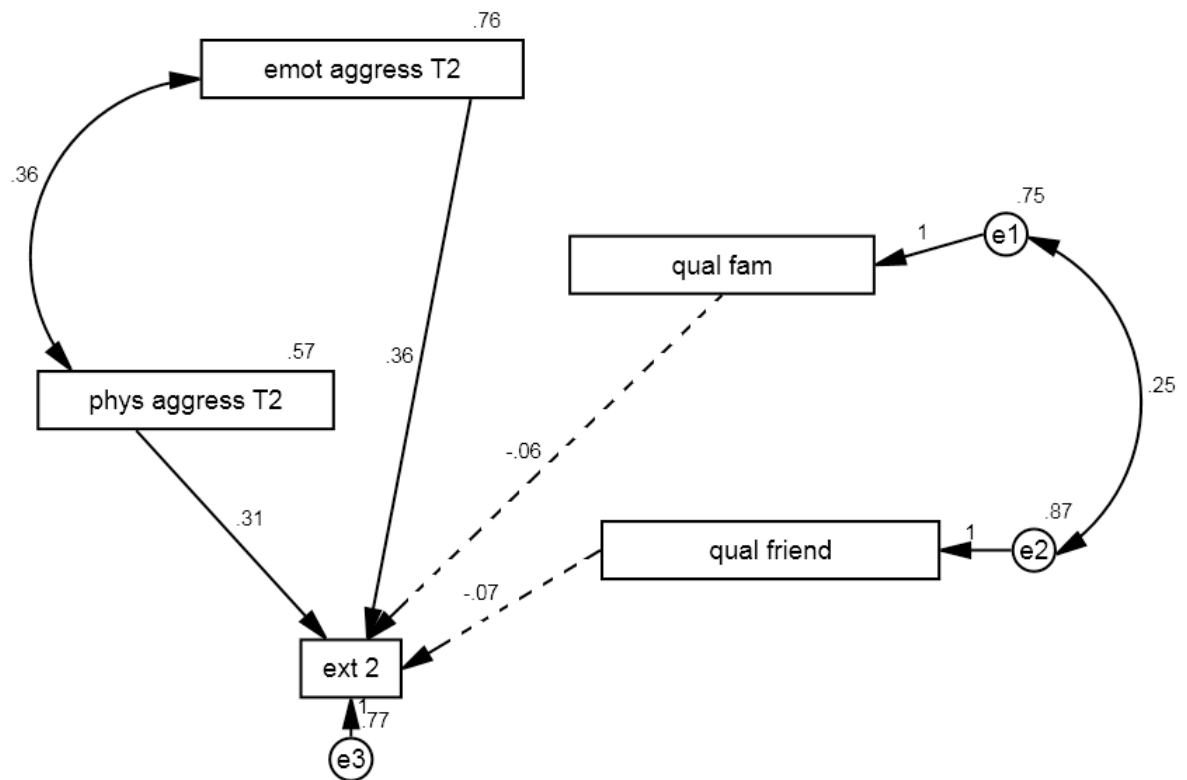 .76
emot aggress T2
.36
.75
1
e1
qual fam
.57
.36
phys aggress T2
.25
-.06
.31
.87
1
e2
qual friend
-.07
ext 2
1
.77
e3